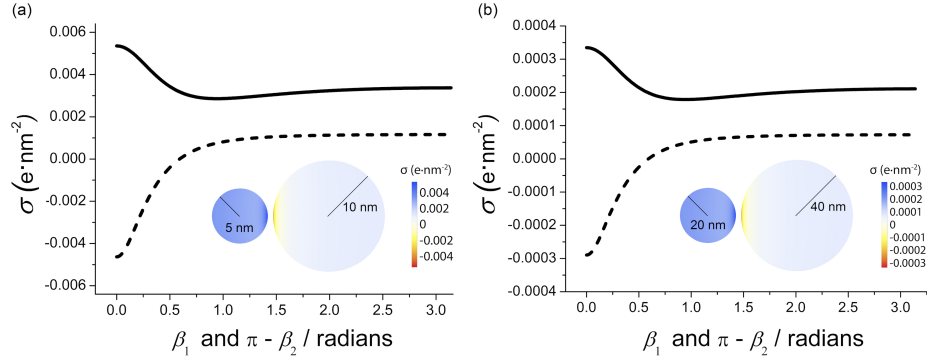 (a)
0.006
0.004
0.002
0.000
-0.002
-0.004
-0.006
σ (e·nm⁻²)
0.0 0.5 1.0 1.5 2.0 2.5 3.0
β₁ and π - β₂ / radians
5 nm
10 nm
σ (e·nm⁻²)
0.004
0.002
0
-0.002
-0.004
(b)
0.0004
0.0003
0.0002
0.0001
0.0000
-0.0001
-0.0002
-0.0003
-0.0004
σ (e·nm⁻²)
0.0 0.5 1.0 1.5 2.0 2.5 3.0
β₁ and π - β₂ / radians
20 nm
40 nm
σ (e·nm⁻²)
0.0003
0.0002
0.0001
0
-0.0001
-0.0002
-0.0003